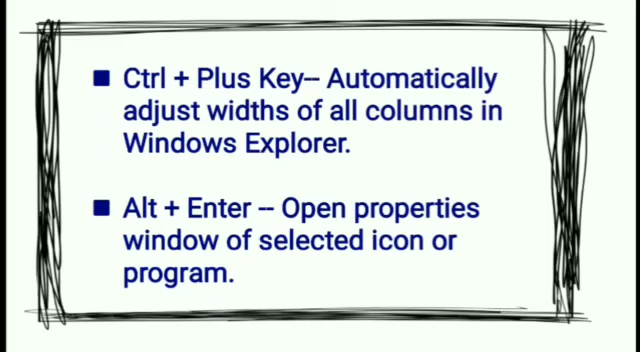 ■ Ctrl + Plus Key-- Automatically
adjust widths of all columns in
Windows Explorer.
■ Alt + Enter -- Open properties
window of selected icon or
program.